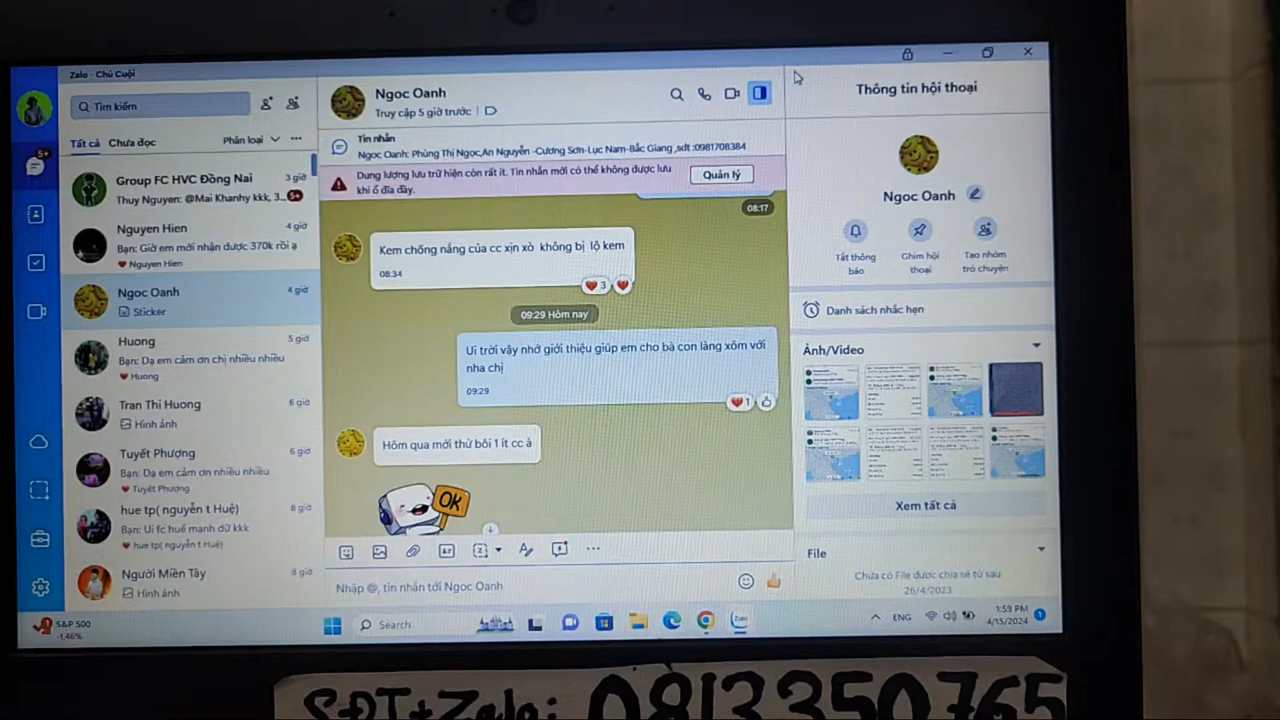 Zalo - Chú Cuội
Tìm kiếm
Tất cả Chưa đọc Phân loại
Group FC HVC Đồng Nai 3 giờ
Thuy Nguyen: @Mai Khanhy kkk, 3... 5+
Nguyen Hien 4 giờ
Bạn: Giờ em mới nhận được 370k rồi ạ
Nguyen Hien
Ngoc Oanh 4 giờ
Sticker
Huong 5 giờ
Bạn: Dạ em cảm ơn chị nhiều nhiều
Huong
Tran Thi Huong 6 giờ
Hình ảnh
Tuyết Phượng 6 giờ
Bạn: Dạ em cảm ơn nhiều nhiều
Tuyết Phượng
hue tp( nguyễn t Huệ) 8 giờ
Bạn: Ui fc huế mạnh dữ kkk
hue tp( nguyễn t Huệ)
Người Miền Tây 8 giờ
Hình ảnh
Ngoc Oanh
Truy cập 5 giờ trước
Tin nhắn
Ngoc Oanh: Phùng Thị Ngọc,An Nguyễn -Cương Sơn-Lục Nam-Bắc Giang ,sdt :0981708384
Dung lượng lưu trữ hiện còn rất ít. Tin nhắn mới có thể không được lưu
khi ổ đĩa đầy.
Quản lý
08:17
Kem chống nắng của cc xịn xò không bị lộ kem
08:34
3
09:29 Hôm nay
Ui trời vậy nhớ giới thiệu giúp em cho bà con làng xóm với
nha chị
09:29
1
Hôm qua mới thử bôi 1 ít cc à
OK
Nhập @, tin nhắn tới Ngoc Oanh
Thông tin hội thoại
Ngoc Oanh
Tắt thông
báo
Ghim hội
thoại
Tạo nhóm
trò chuyện
Danh sách nhắc hẹn
Ảnh/Video
Xem tất cả
File
Chưa có File được chia sẻ từ sau
26/4/2023
S&P 500
-1.46%
Search
Zalo
ENG
1:59 PM
4/15/2024
1
SĐT+Zalo: 0813350765